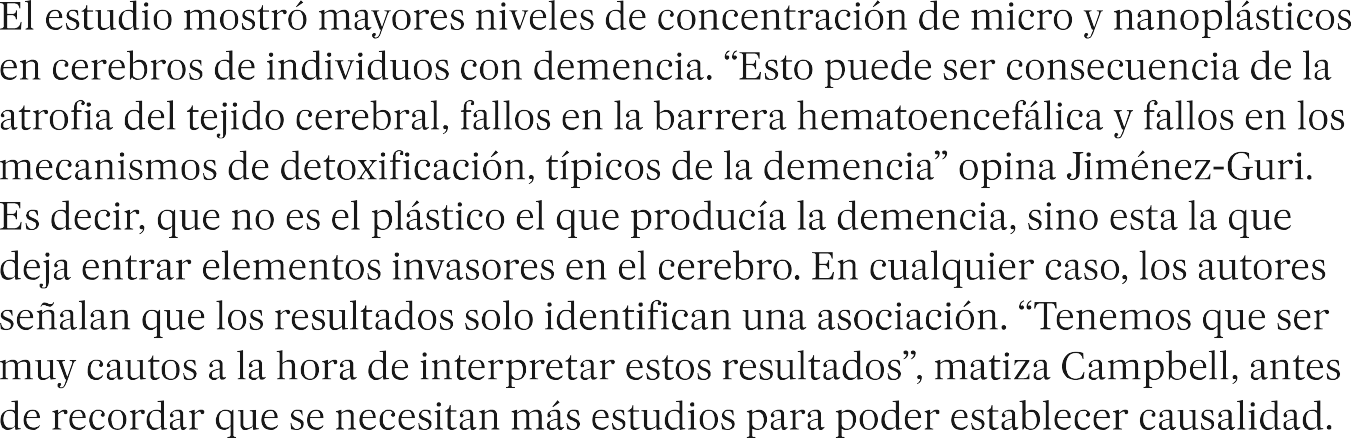 El estudio mostró mayores niveles de concentración de micro y nanoplásticos
en cerebros de individuos con demencia. “Esto puede ser consecuencia de la
atrofia del tejido cerebral, fallos en la barrera hematoencefálica y fallos en los
mecanismos de detoxificación, típicos de la demencia” opina Jiménez-Guri.
Es decir, que no es el plástico el que producía la demencia, sino esta la que
deja entrar elementos invasores en el cerebro. En cualquier caso, los autores
señalan que los resultados solo identifican una asociación. “Tenemos que ser
muy cautos a la hora de interpretar estos resultados”, matiza Campbell, antes
de recordar que se necesitan más estudios para poder establecer causalidad.